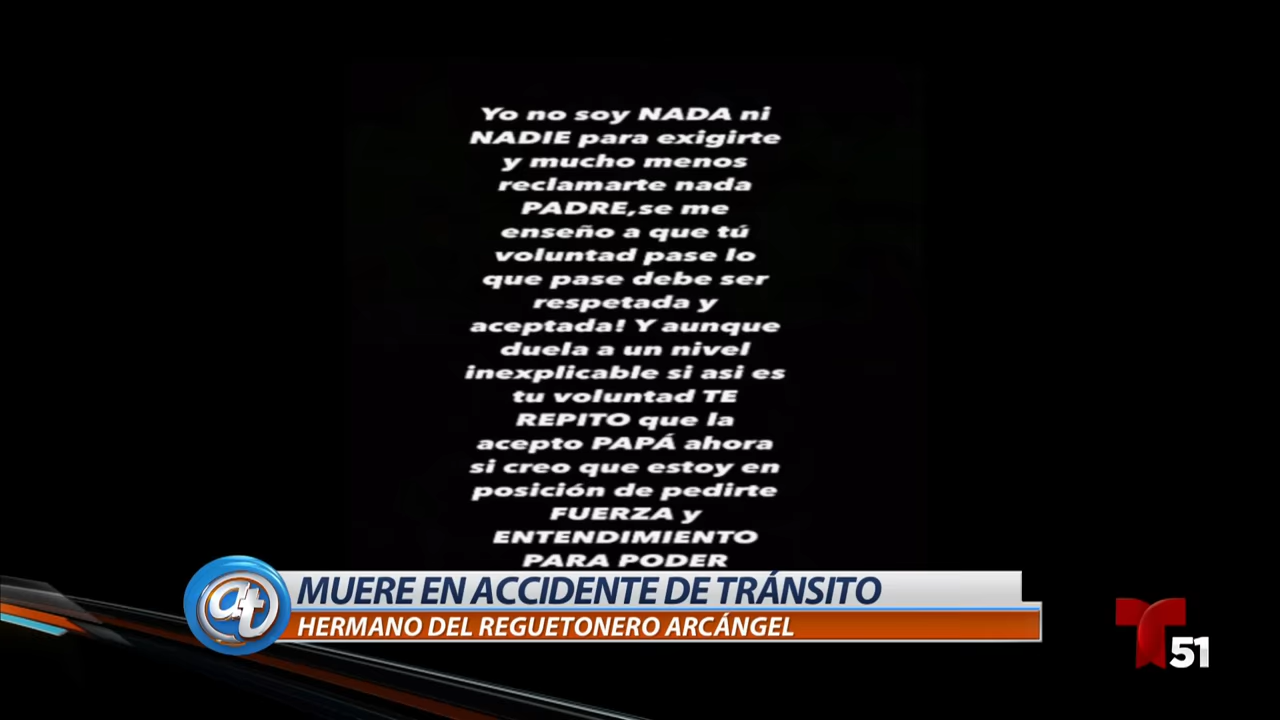 Yo no soy NADA ni
NADIE para exigirte
y mucho menos
reclamarte nada
PADRE,se me
enseño a que tú
voluntad pase lo
que pase debe ser
respetada y
aceptada! Y aunque
duela a un nivel
inexplicable si asi es
tu voluntad TE
REPITO que la
acepto PAPÁ ahora
si creo que estoy en
posición de pedirte
FUERZA y
ENTENDIMIENTO
PARA PODER
at
MUERE EN ACCIDENTE DE TRÁNSITO
HERMANO DEL REGUETONERO ARCÁNGEL
T
51